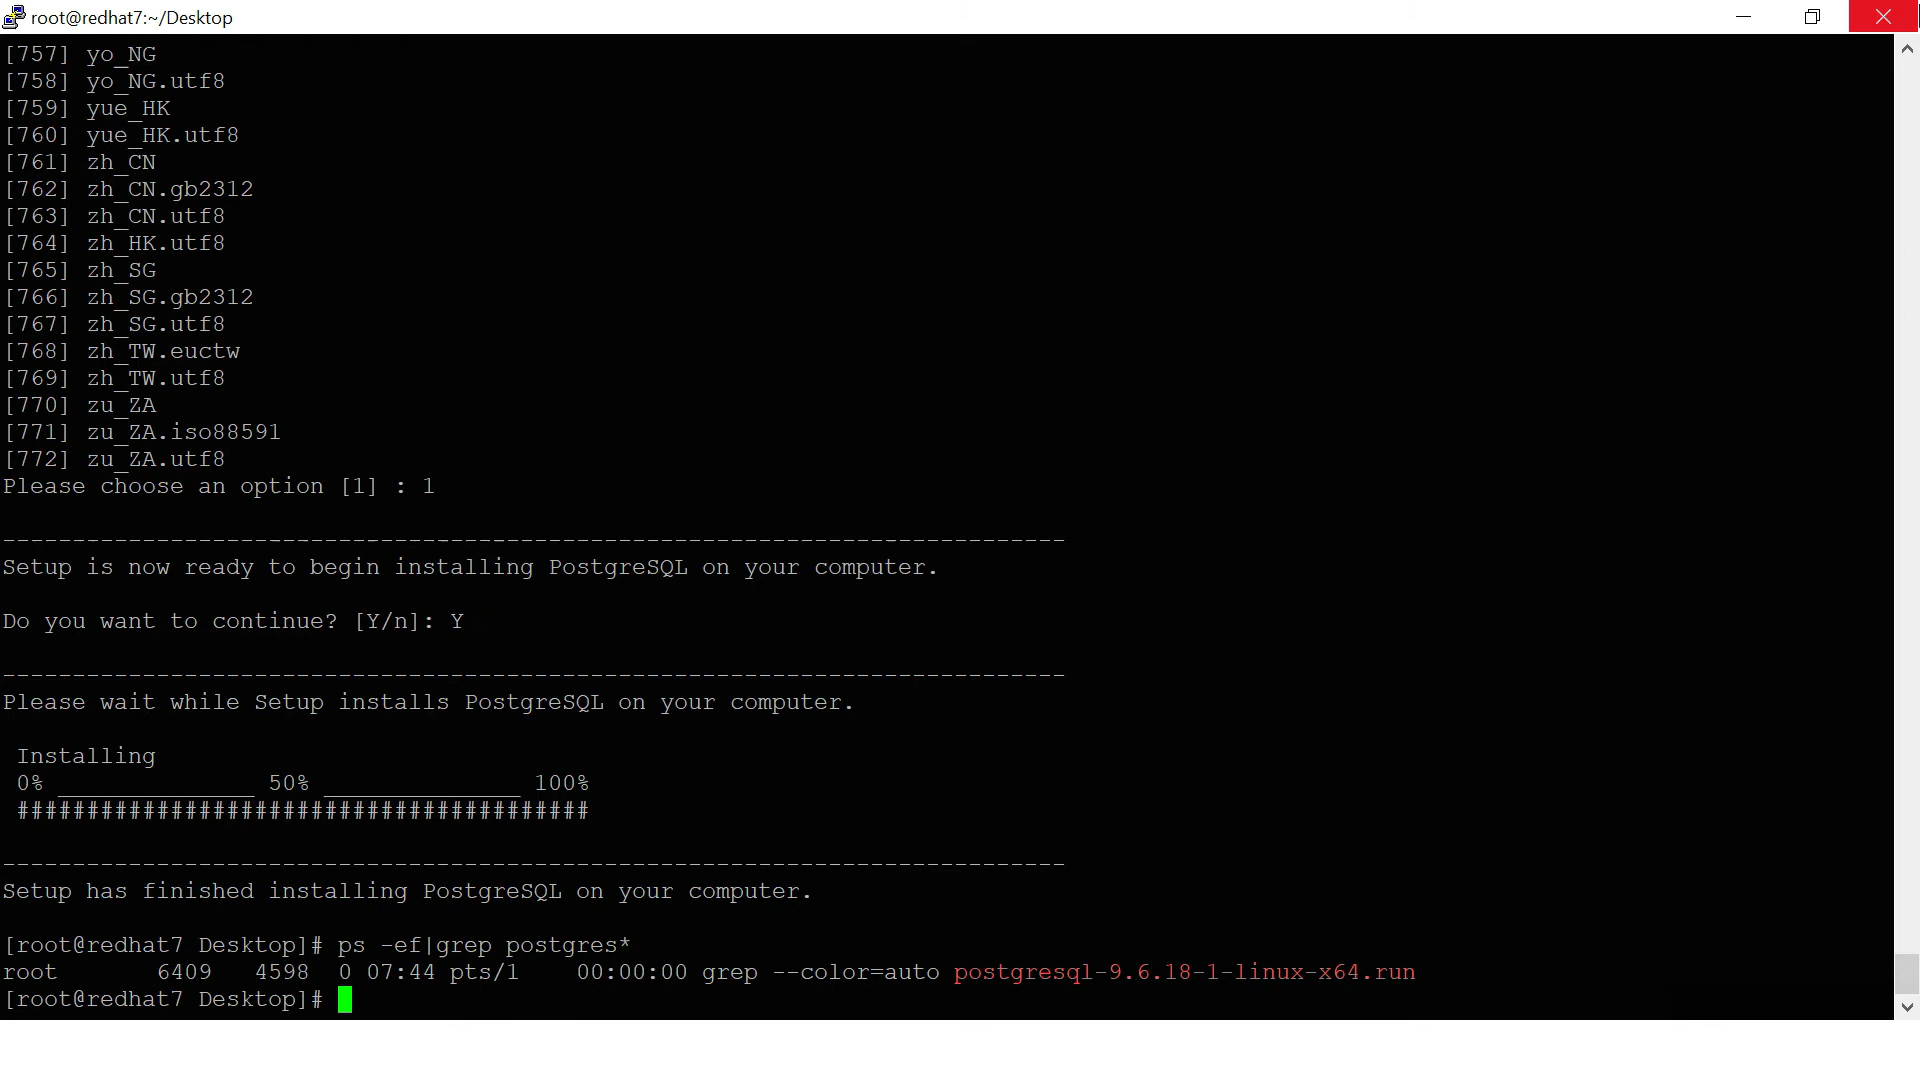 root@redhat7:~/Desktop
[757] yo_NG
[758] yo_NG.utf8
[759] yue_HK
[760] yue_HK.utf8
[761] zh_CN
[762] zh_CN.gb2312
[763] zh_CN.utf8
[764] zh_HK.utf8
[765] zh_SG
[766] zh_SG.gb2312
[767] zh_SG.utf8
[768] zh_TW.euctw
[769] zh_TW.utf8
[770] zu_ZA
[771] zu_ZA.iso88591
[772] zu_ZA.utf8
Please choose an option [1] : 1
----------------------------------------------------------------------------
Setup is now ready to begin installing PostgreSQL on your computer.
Do you want to continue? [Y/n]: Y
----------------------------------------------------------------------------
Please wait while Setup installs PostgreSQL on your computer.
Installing
0% ______________ 50% ______________ 100%
#########################################
----------------------------------------------------------------------------
Setup has finished installing PostgreSQL on your computer.
[root@redhat7 Desktop]# ps -ef|grep postgres*
root 6409 4598 0 07:44 pts/1 00:00:00 grep --color=auto postgresql-9.6.18-1-linux-x64.run
[root@redhat7 Desktop]#